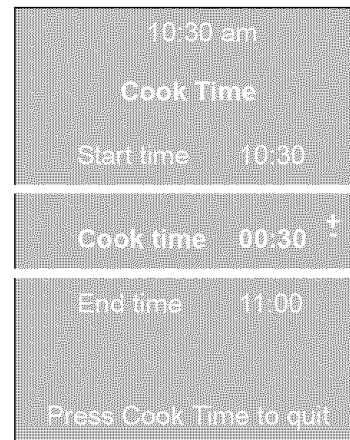 10:30 am
Cook Time
Start time 10:30
Cook time 00:30 +
-
End time 11:00
Press Cook Time to quit